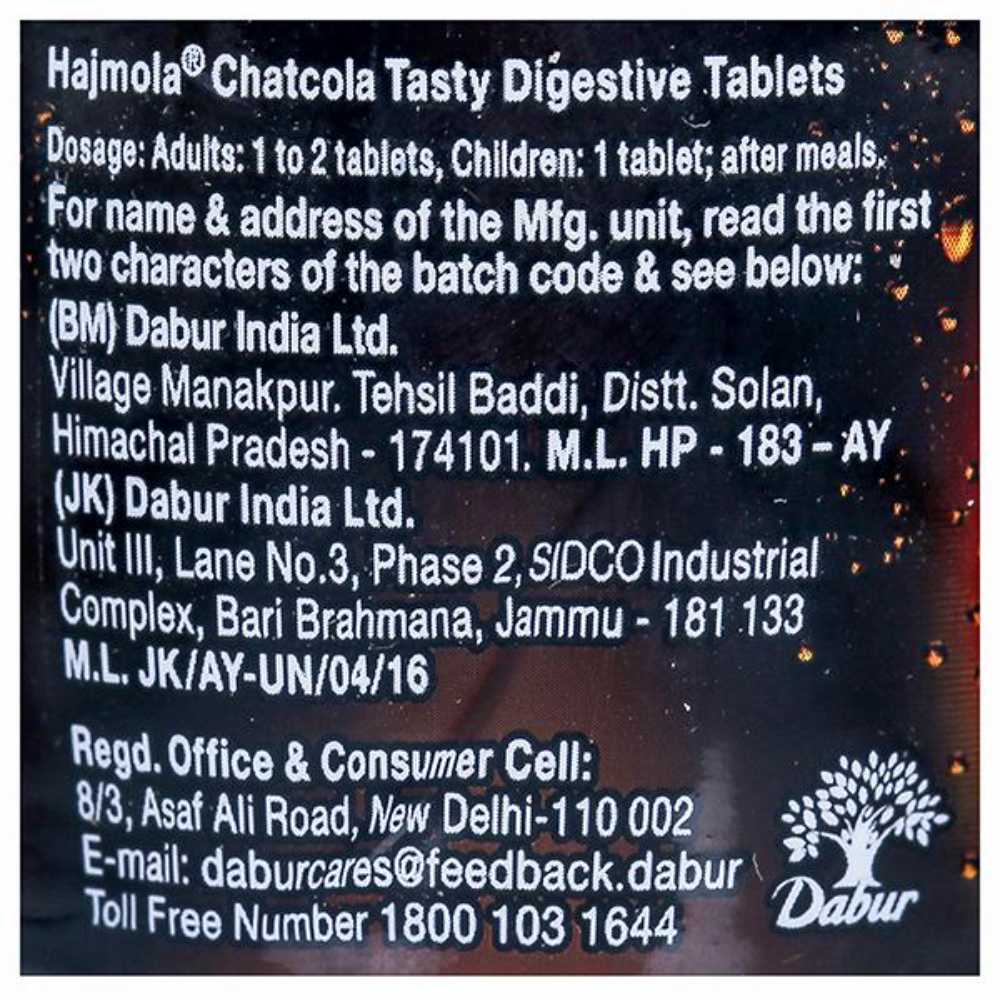 Hajmola® Chatcola Tasty Digestive Tablets
Dosage: Adults: 1 to 2 tablets, Children: 1 tablet; after meals.
For name & address of the Mfg. unit, read the first
two characters of the batch code & see below:
(BM) Dabur India Ltd.
Village Manakpur. Tehsil Baddi, Distt. Solan,
Himachal Pradesh - 174101. M.L. HP - 183 – AY
(JK) Dabur India Ltd.
Unit III, Lane No.3, Phase 2, SIDCO Industrial
Complex, Bari Brahmana, Jammu - 181 133
M.L. JK/AY-UN/04/16
Regd. Office & Consumer Cell:
8/3, Asaf Ali Road, New Delhi-110 002
E-mail: daburcares@feedback.dabur
Toll Free Number 1800 103 1644
Dabur